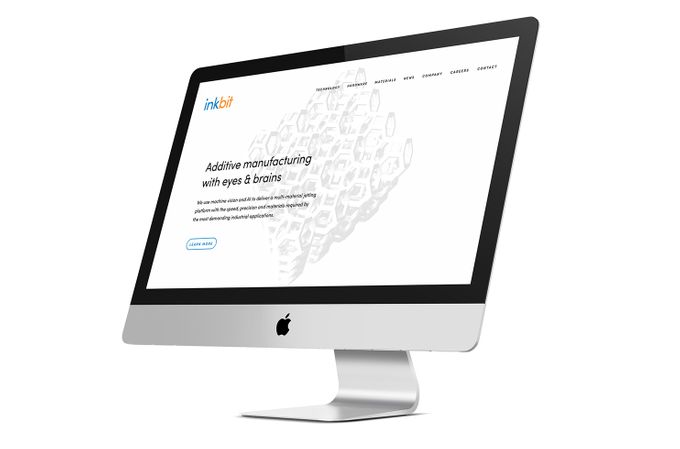 TECHNOLOGY HARDWARE MATERIALS NEWS COMPANY CAREERS CONTACT
inkbit
Additive manufacturing
with eyes & brains
We use machine vision and AI to deliver a multi-material jetting
platform with the speed, precision and materials required by
the most demanding industrial applications.
LEARN MORE